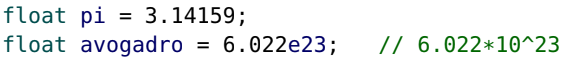 float pi = 3.14159;
float avogadro = 6.022e23;   // 6.022*10^23